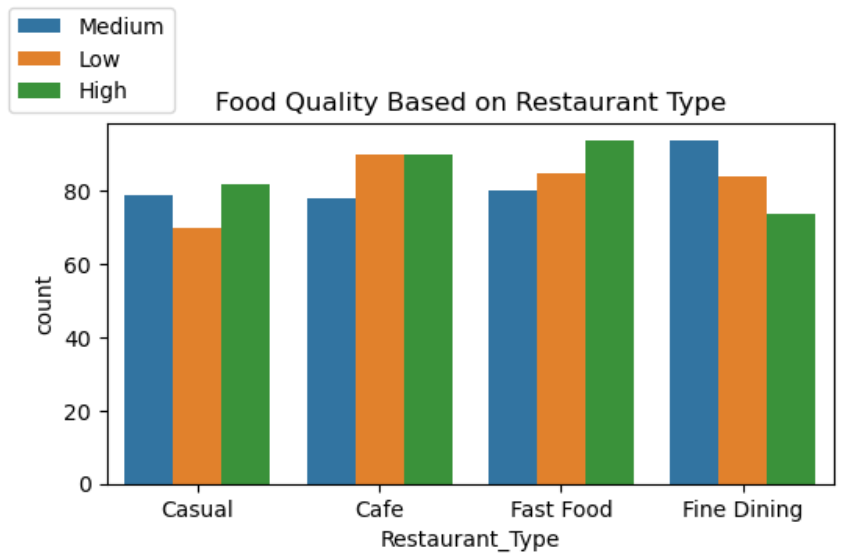 Medium
Low
High
Food Quality Based on Restaurant Type
80
60
40
20
0
count
Casual
Cafe
Fast Food
Fine Dining
Restaurant_Type